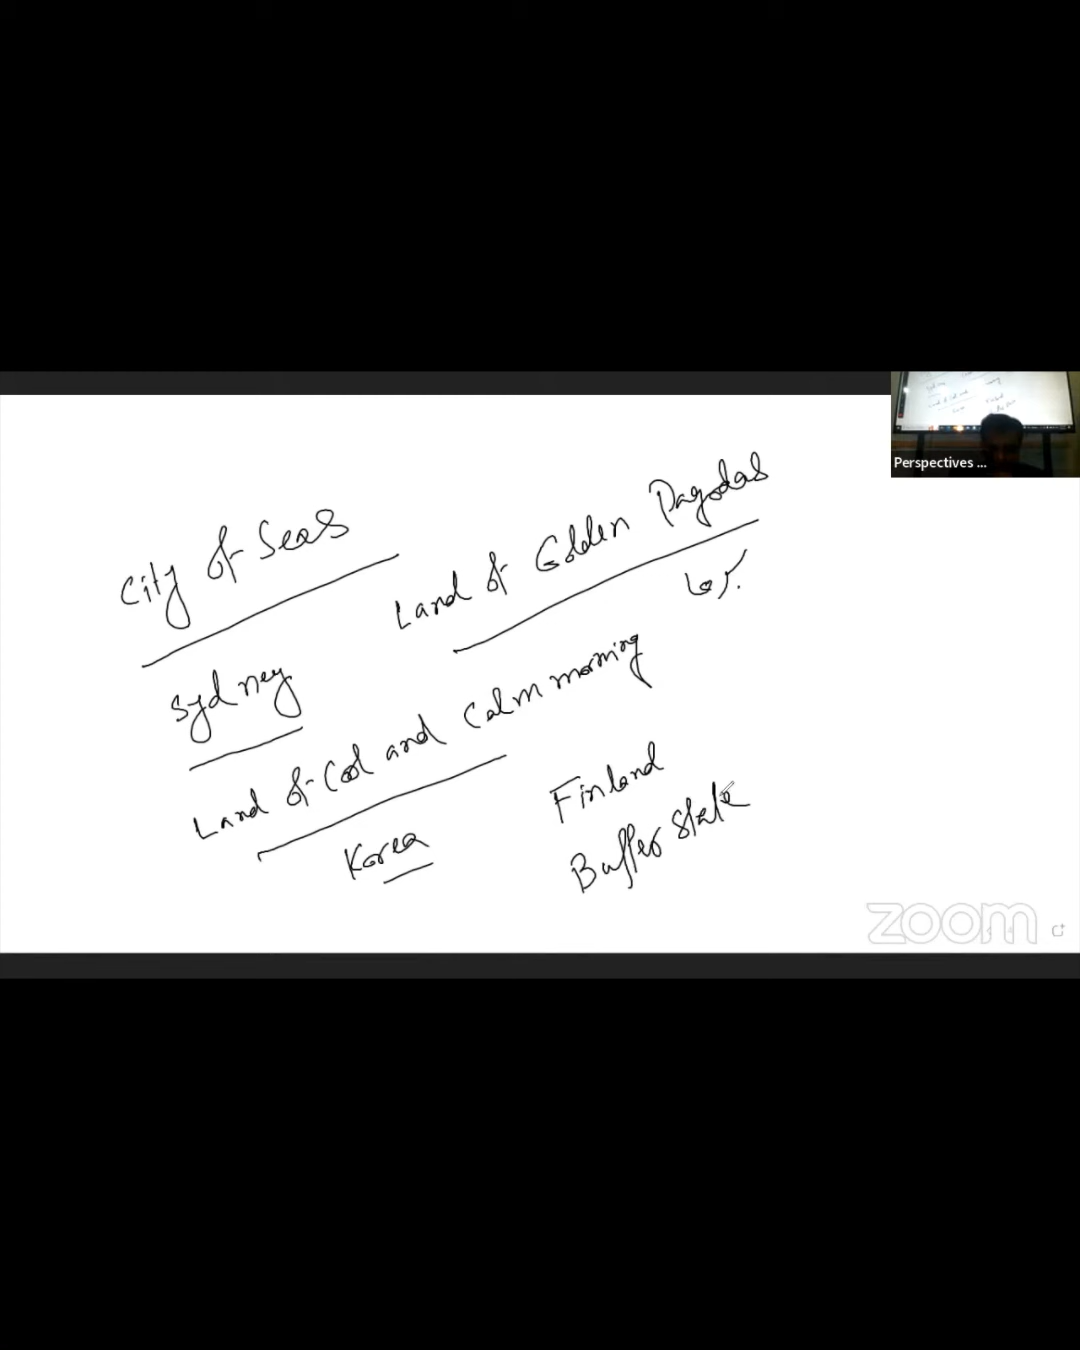 Perspectives ...
City of Seas
Land of Golden Pagodas
Sydney
Land of Cool and Calm morning
Korea
Finland
Buffer State
zoom